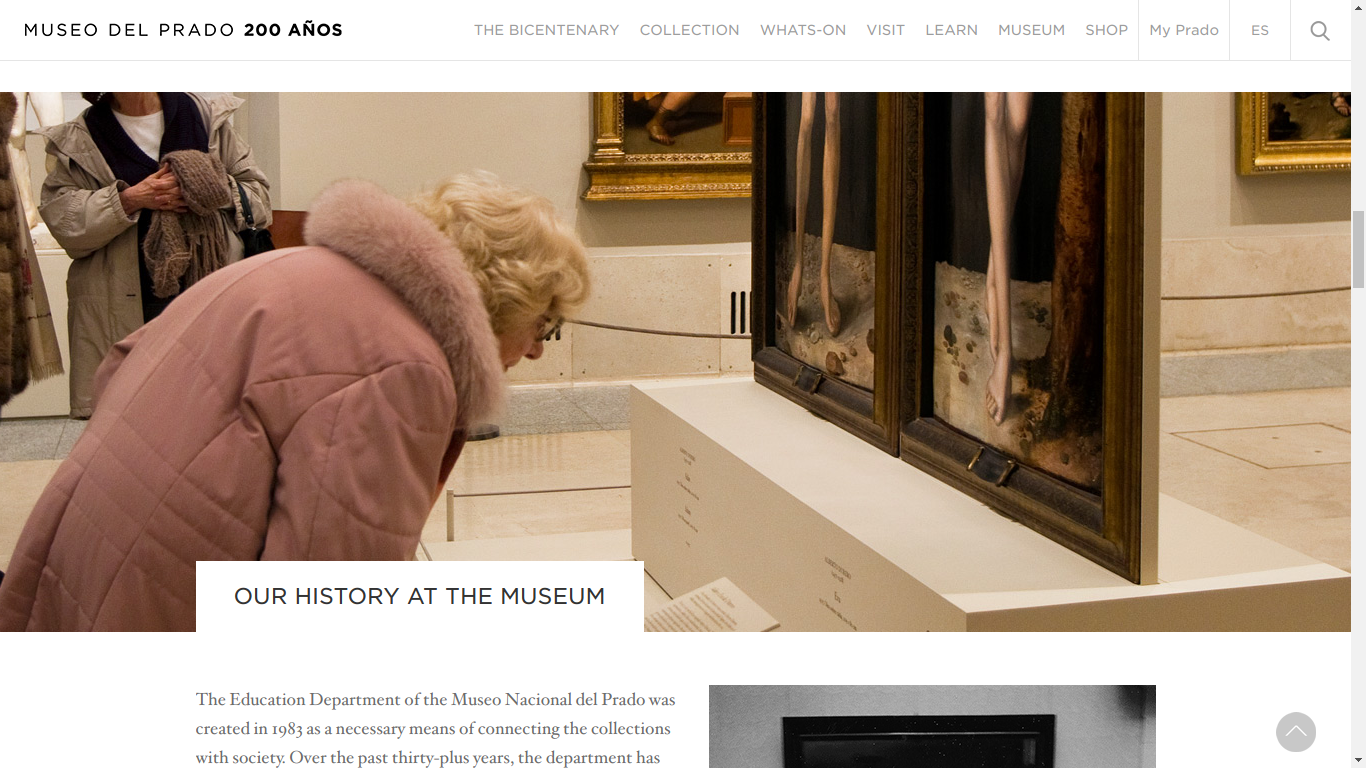 MUSEO DEL PRADO 200 AÑOS
THE BICENTENARY COLLECTION WHATS-ON VISIT LEARN MUSEUM SHOP My Prado ES
OUR HISTORY AT THE MUSEUM
The Education Department of the Museo Nacional del Prado was
created in 1983 as a necessary means of connecting the collections
with society. Over the past thirty-plus years, the department has